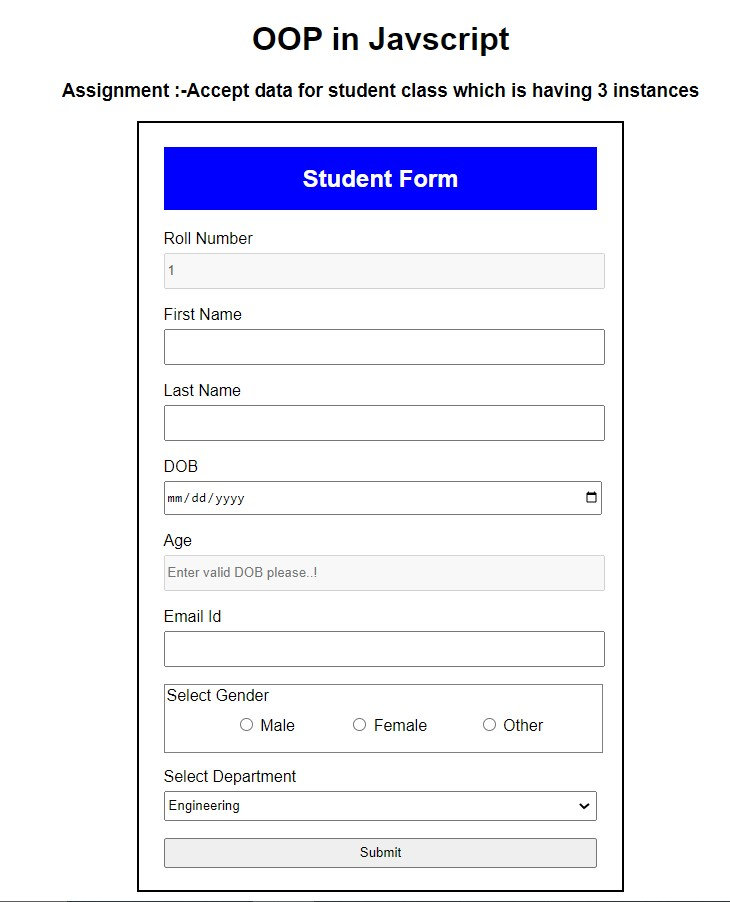 OOP in Javscript
Assignment :-Accept data for student class which is having 3 instances
Student Form
Roll Number
1
First Name
Last Name
DOB
mm/dd/yyyy
Age
Enter valid DOB please..!
Email Id
Select Gender
Male Female Other
Select Department
Engineering
Submit